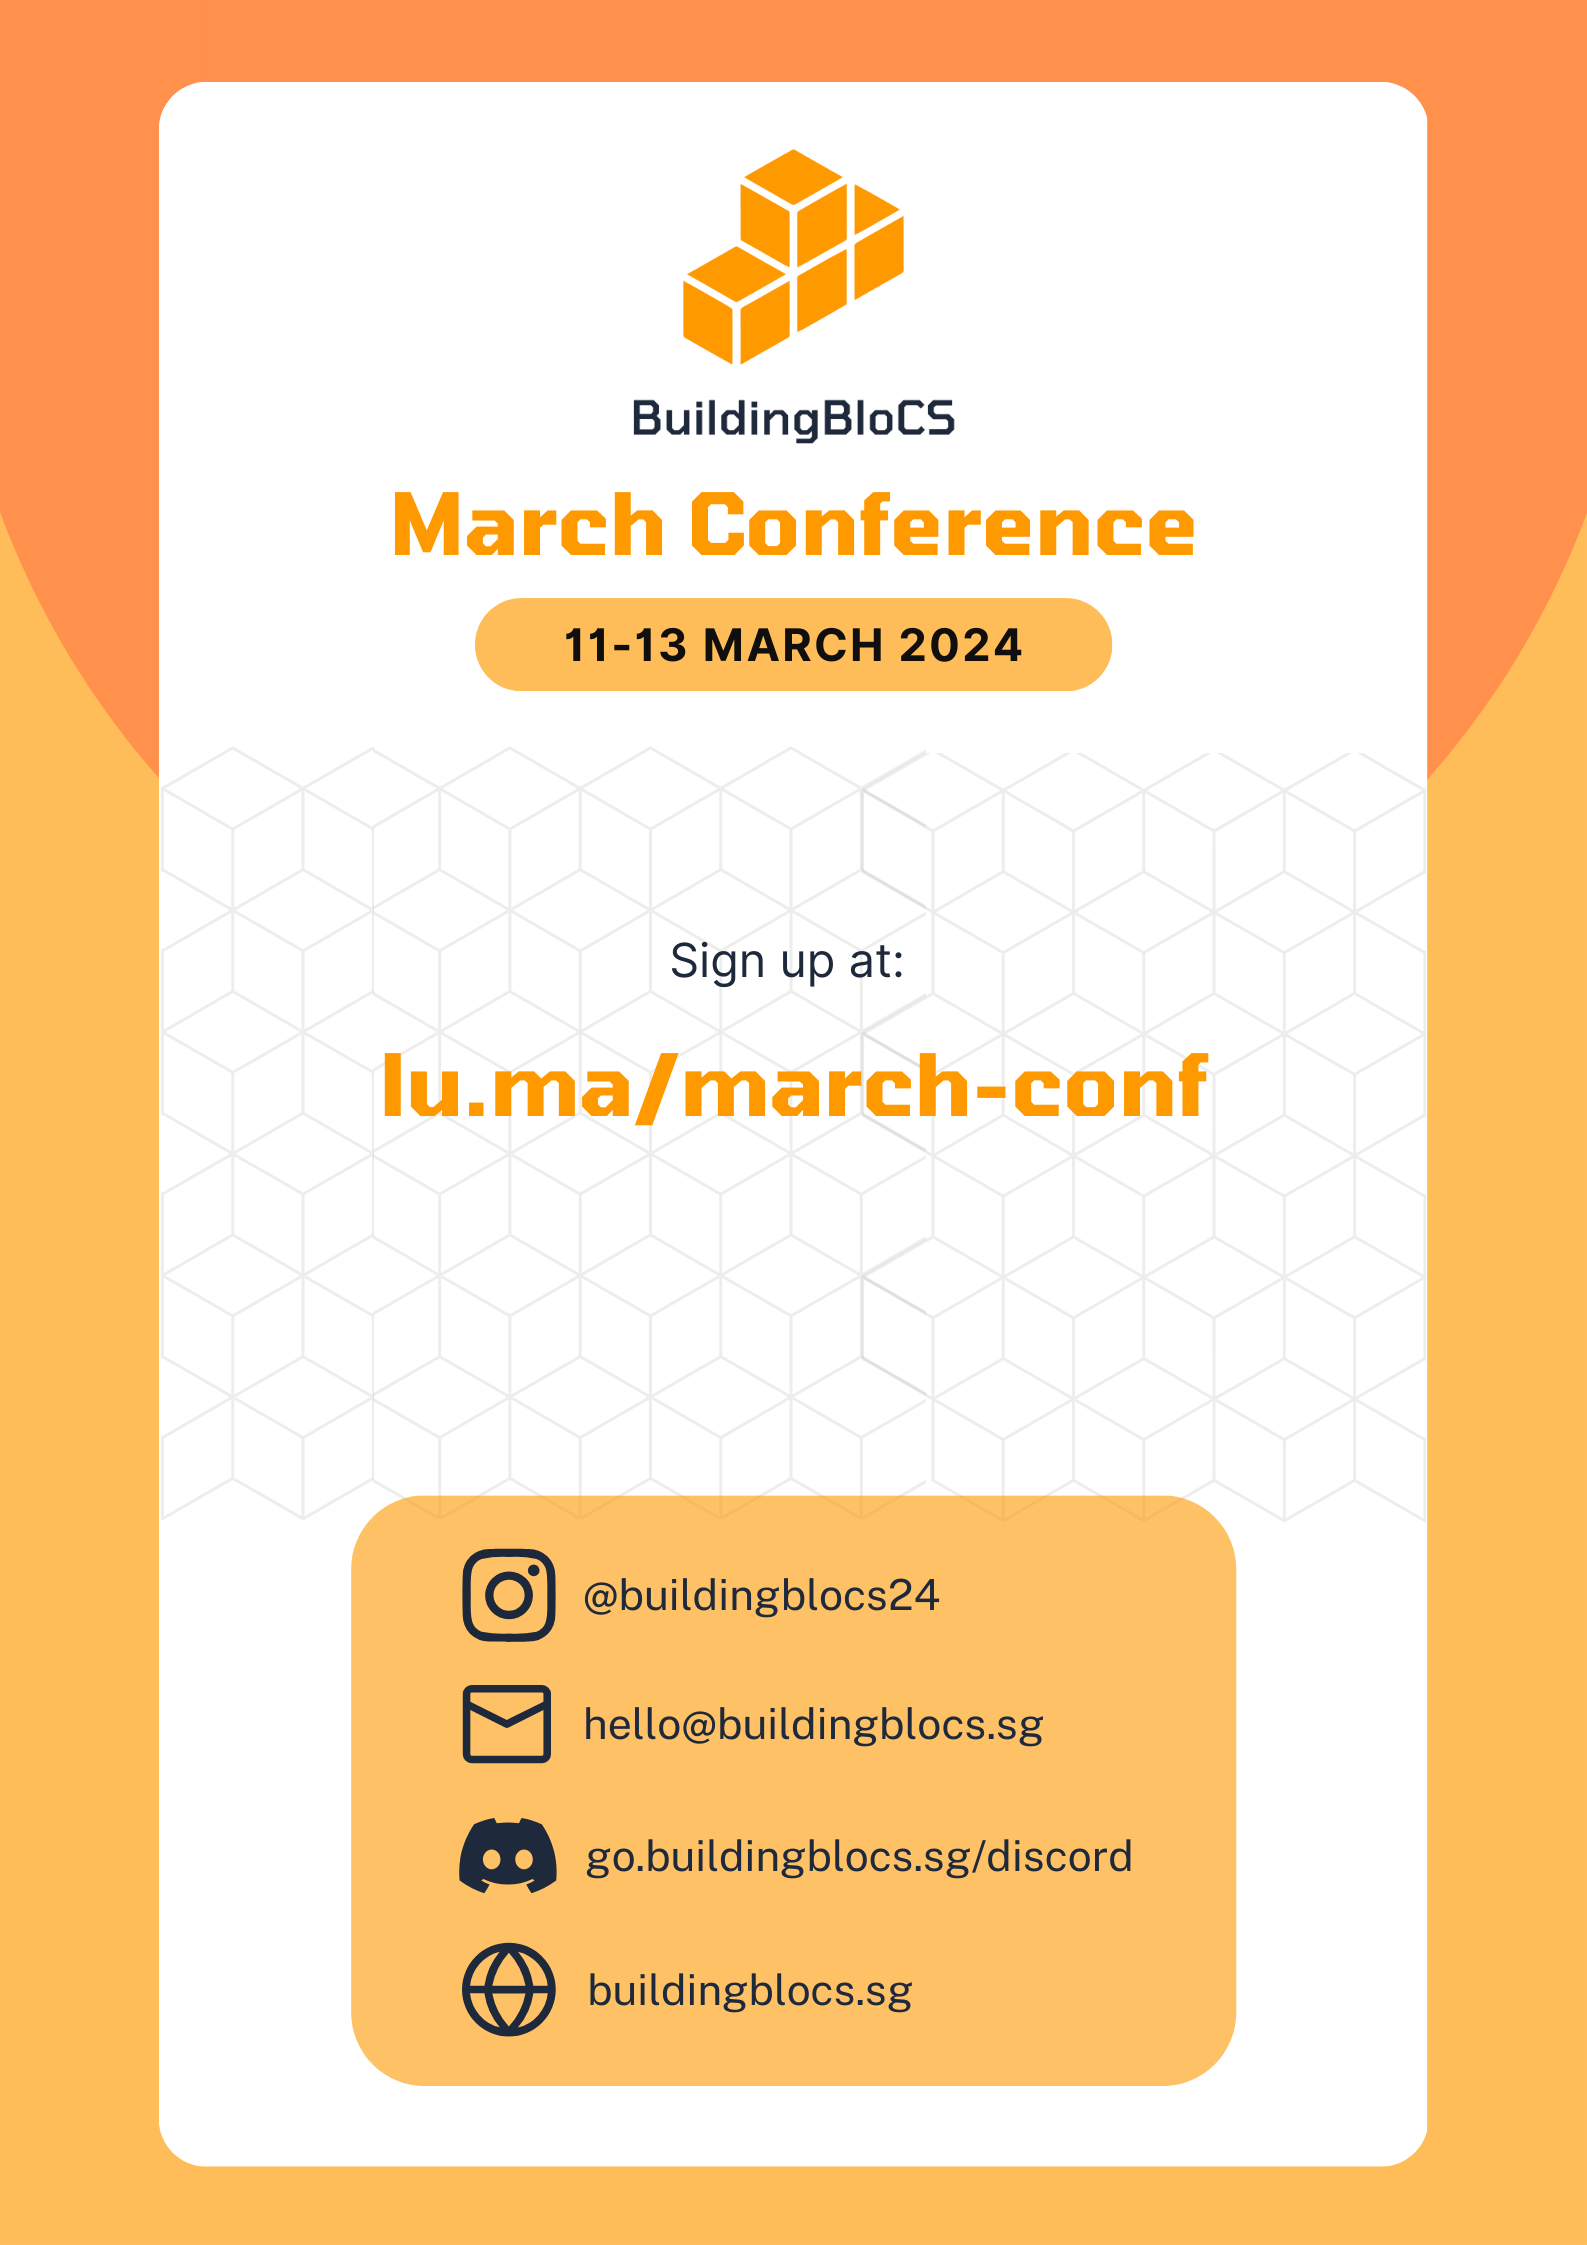 BuildingBloCS
March Conference
11-13 MARCH 2024
Sign up at:
lu.ma/march-conf
@buildingblocs24
hello@buildingblocs.sg
go.buildingblocs.sg/discord
buildingblocs.sg